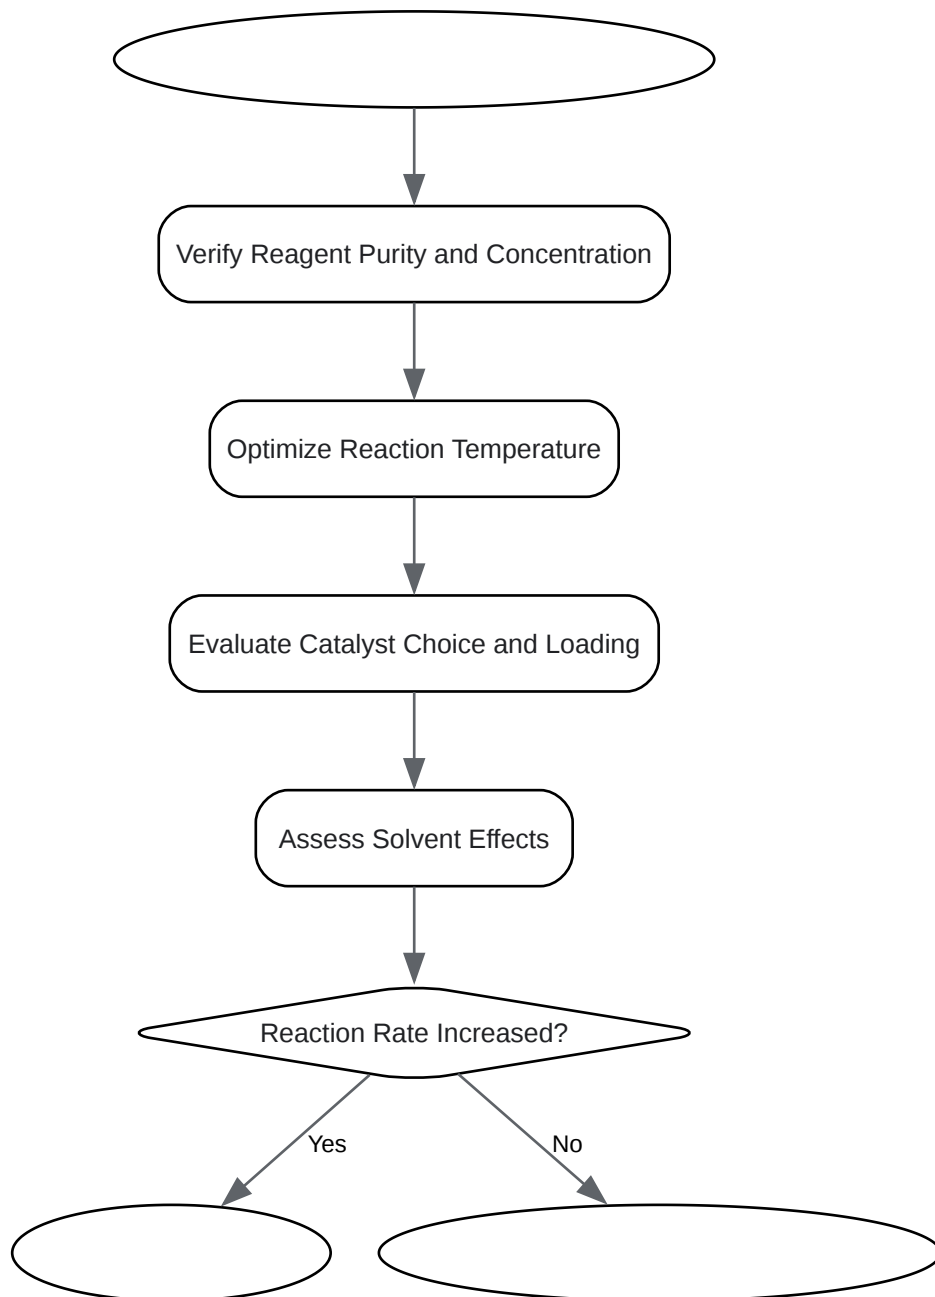 Verify Reagent Purity and Concentration
Optimize Reaction Temperature
Evaluate Catalyst Choice and Loading
Assess Solvent Effects
Reaction Rate Increased?
Yes
No